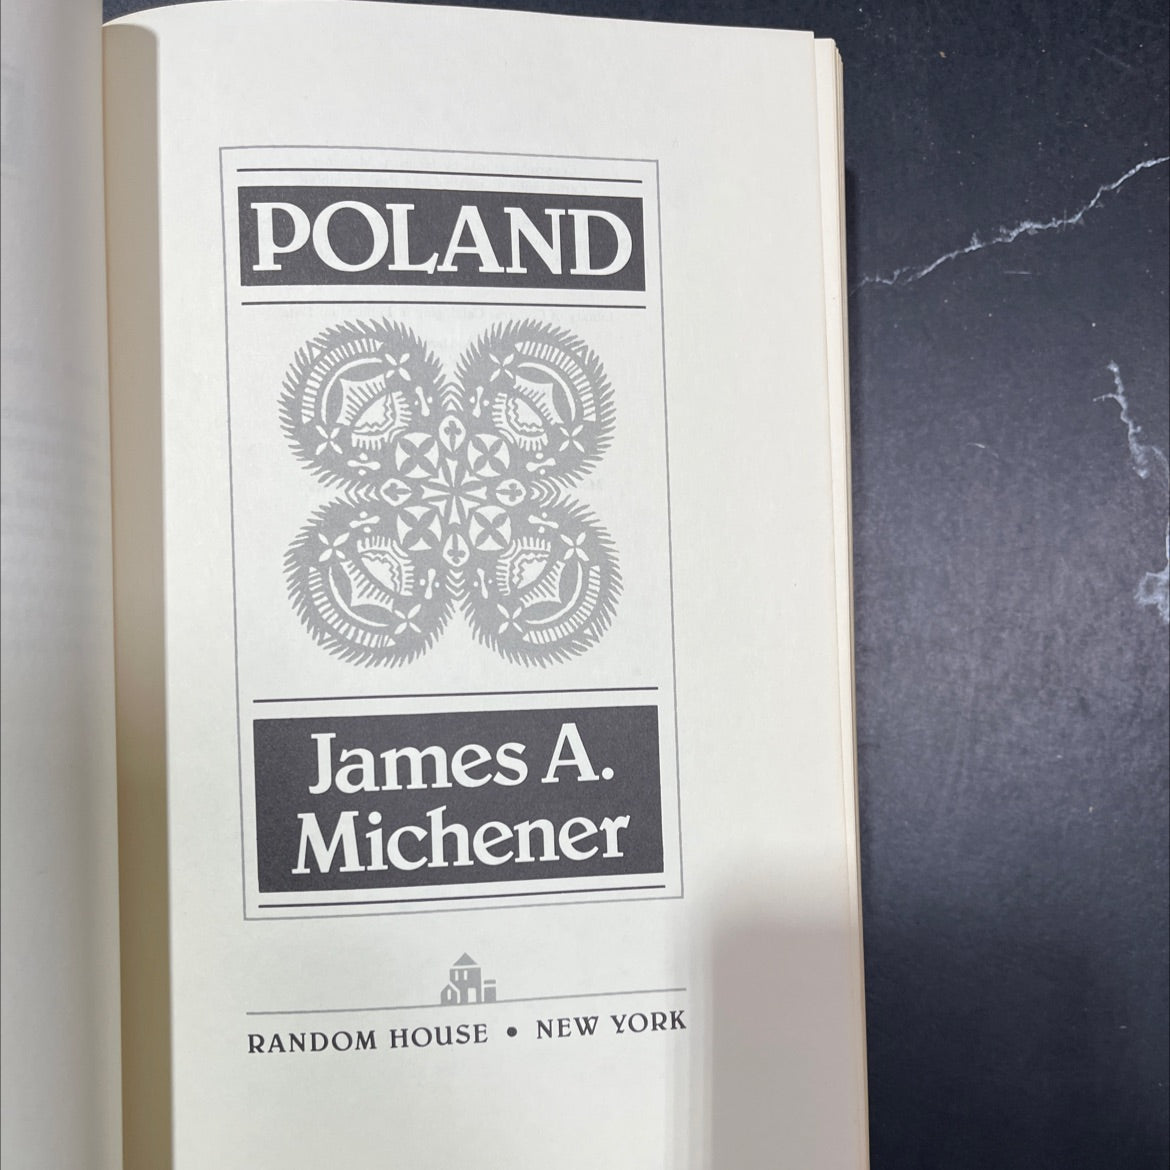 POLAND
James A.
Michener
RANDOM HOUSE • NEW YORK